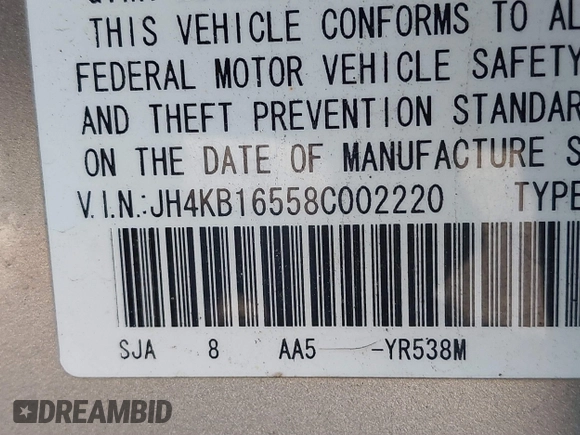 THIS VEHICLE CONFORMS TO AL
FEDERAL MOTOR VEHICLE SAFETY
AND THEFT PREVENTION STANDAR
ON THE DATE OF MANUFACTURE S
V.I.N.:JH4KB16558C002220 TYPE
SJA 8 AA5 -YR538M
DREAMBID